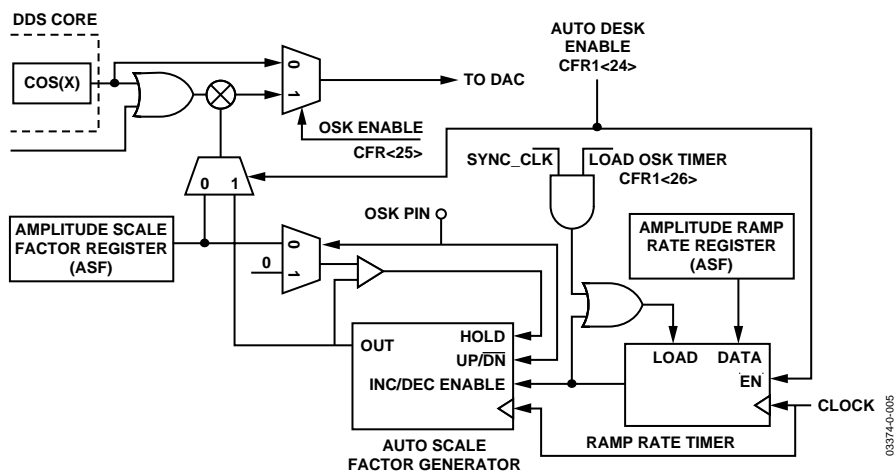 DDS CORE
COS(X)
0
1
TO DAC
OSK ENABLE
CFR<25>
AUTO DESK
ENABLE
CFR1<24>
SYNC_CLK
LOAD OSK TIMER
CFR1<26>
0 1
AMPLITUDE SCALE
FACTOR REGISTER
(ASF)
OSK PIN
0
0
1
AMPLITUDE RAMP
RATE REGISTER
(ASF)
OUT
HOLD
UP/DN
INC/DEC ENABLE
LOAD DATA
EN
CLOCK
AUTO SCALE
FACTOR GENERATOR
RAMP RATE TIMER
03374-0-005